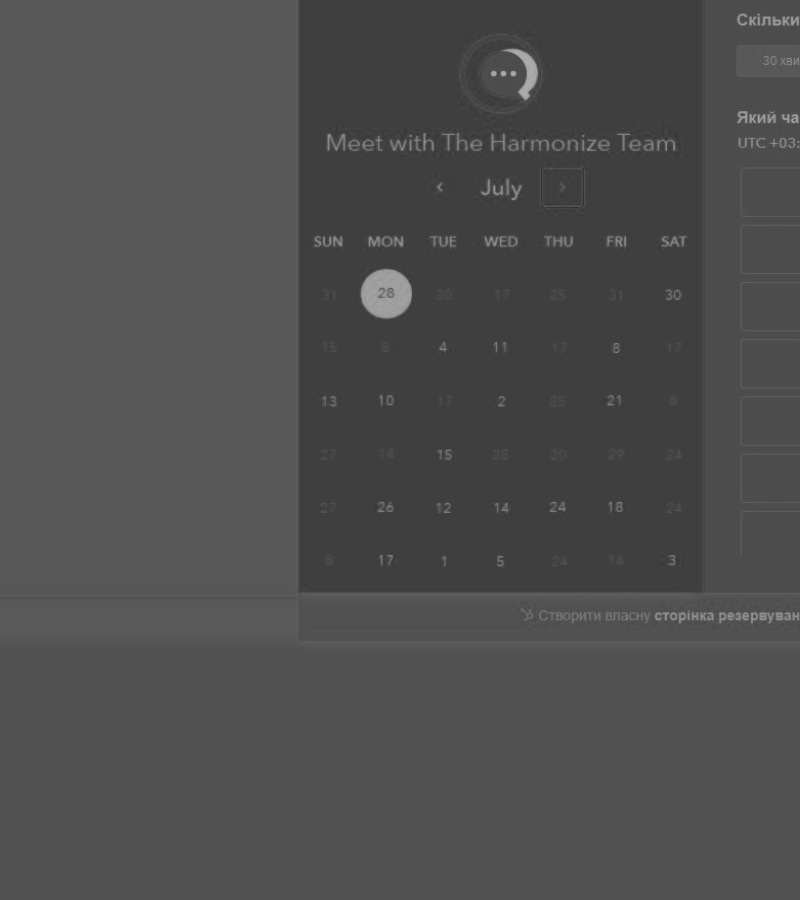 Скільки
30 хви
Meet with The Harmonize Team
Який ча
UTC +03:
July
SUN MON TUE WED THU FRI SAT
31 28 30 17 25 31 30
15 5 4 11 17 8 17
13 10 17 2 25 21 8
27 14 15 28 20 29 24
27 26 12 14 24 18 24
8 17 1 5 24 14 3
Створити власну сторінка резервуван